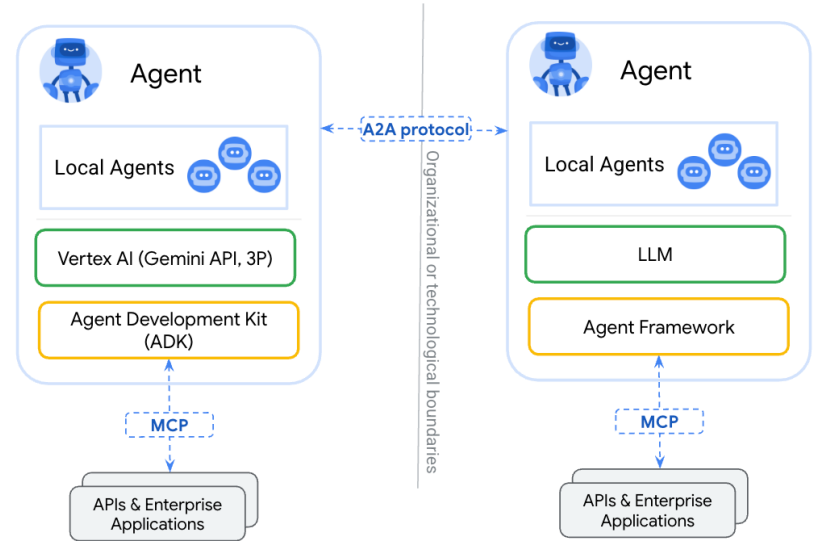 Agent
Local Agents
Vertex AI (Gemini API, 3P)
Agent Development Kit
(ADK)
MCP
APIs & Enterprise
Applications
A2A protocol
Organizational or technological boundaries
Agent
Local Agents
LLM
Agent Framework
MCP
APIs & Enterprise
Applications